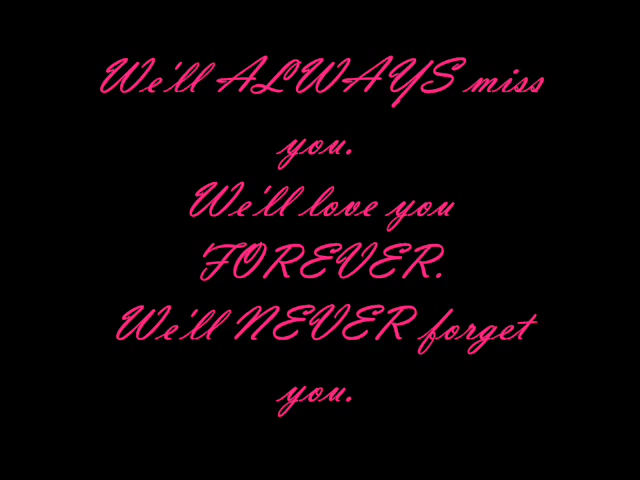 We'll ALWAYS miss
you.
We'll love you
FOREVER.
We'll NEVER forget
you.